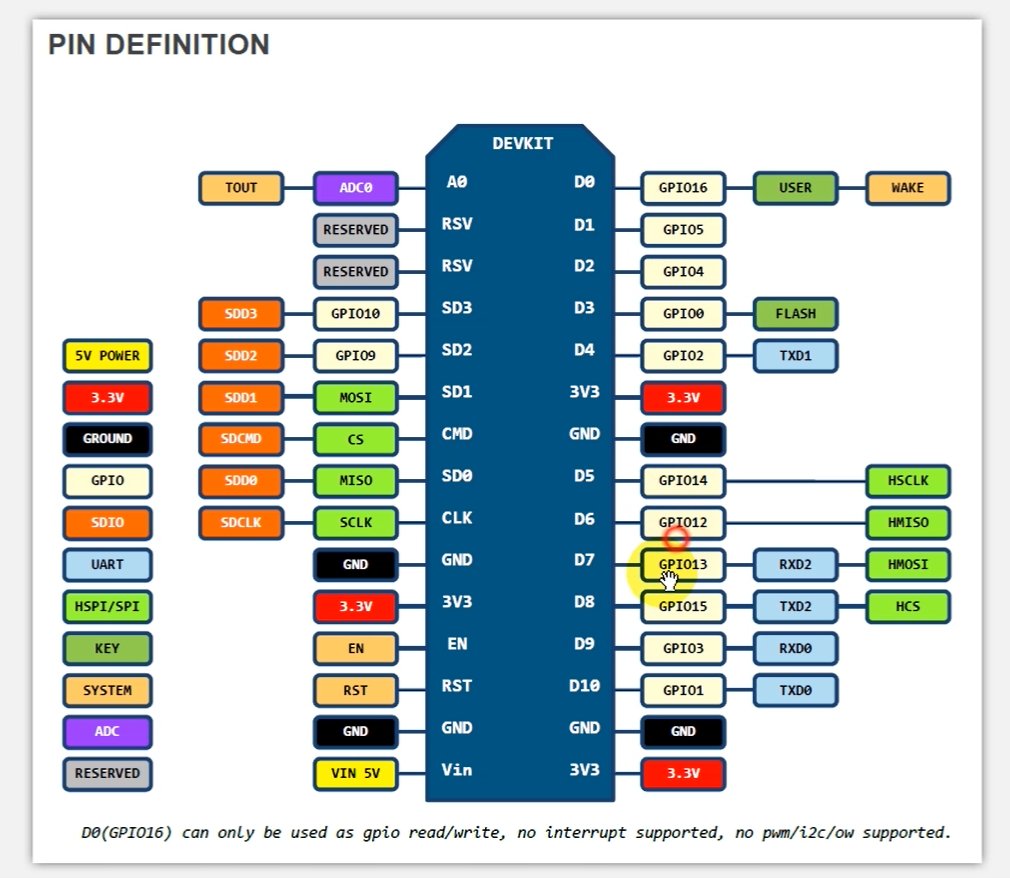 PIN DEFINITION
DEVKIT
TOUT ADC0 A0 D0 GPIO16 USER WAKE
RESERVED RSV D1 GPIO5
RESERVED RSV D2 GPIO4
SDD3 GPIO10 SD3 D3 GPIO0 FLASH
5V POWER SDD2 GPIO9 SD2 D4 GPIO2 TXD1
3.3V SDD1 MOSI SD1 3V3 3.3V
GROUND SDCMD CS CMD GND GND
GPIO SDD0 MISO SD0 D5 GPIO14 HSCLK
SDIO SDCLK SCLK CLK D6 GPIO12 HMISO
UART GND GND D7 GPIO13 RXD2 HMOSI
HSPI/SPI 3.3V 3V3 D8 GPIO15 TXD2 HCS
KEY EN EN D9 GPIO3 RXD0
SYSTEM RST RST D10 GPIO1 TXD0
ADC GND GND GND GND
RESERVED VIN 5V Vin 3V3 3.3V
D0(GPIO16) can only be used as gpio read/write, no interrupt supported, no pwm/i2c/ow supported.